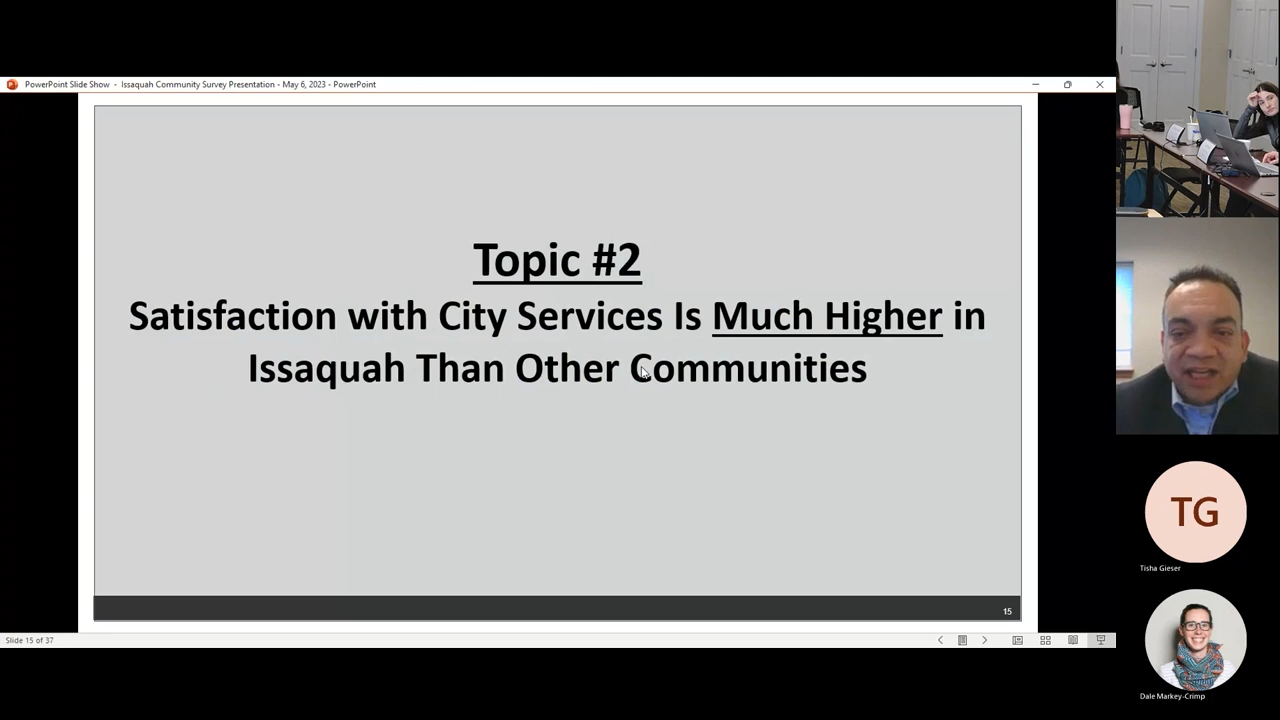 PowerPoint Slide Show - Issaquah Community Survey Presentation - May 6, 2023 - PowerPoint
Topic #2
Satisfaction with City Services Is Much Higher in
Issaquah Than Other Communities
15
Slide 15 of 37
TG
Tisha Gieser
Dale Markey-Crimp